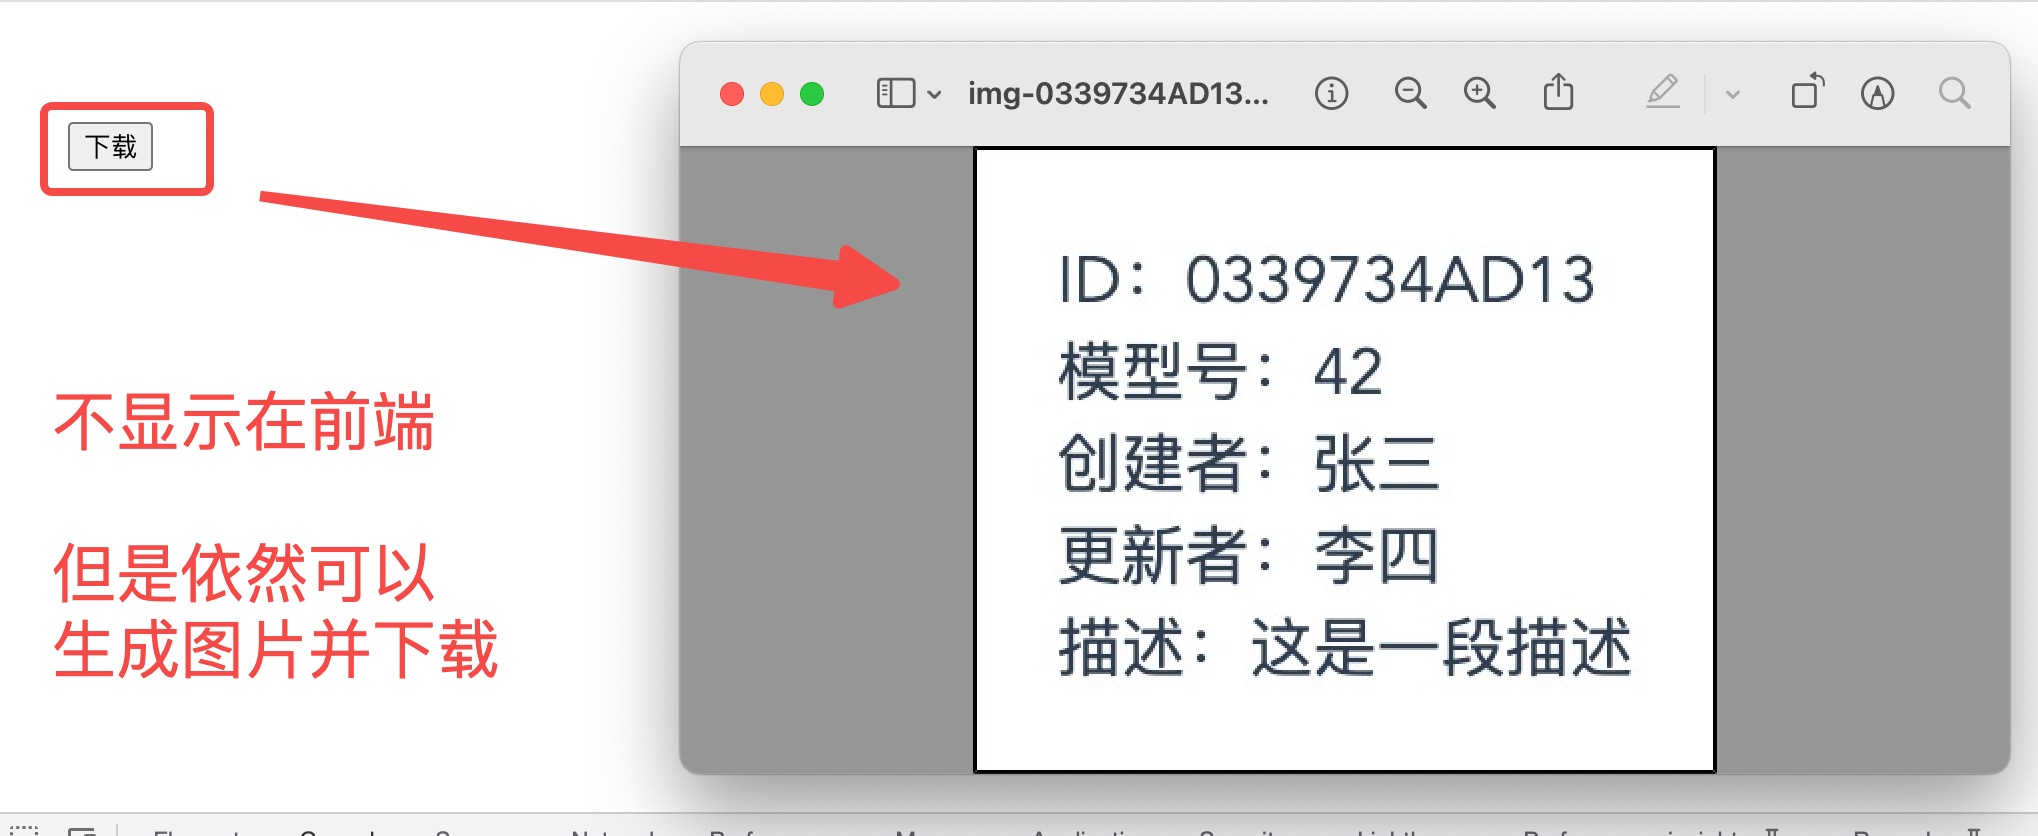 下载
img-0339734AD13...
ID：0339734AD13
模型号：42
创建者：张三
更新者：李四
描述：这是一段描述
不显示在前端
但是依然可以
生成图片并下载